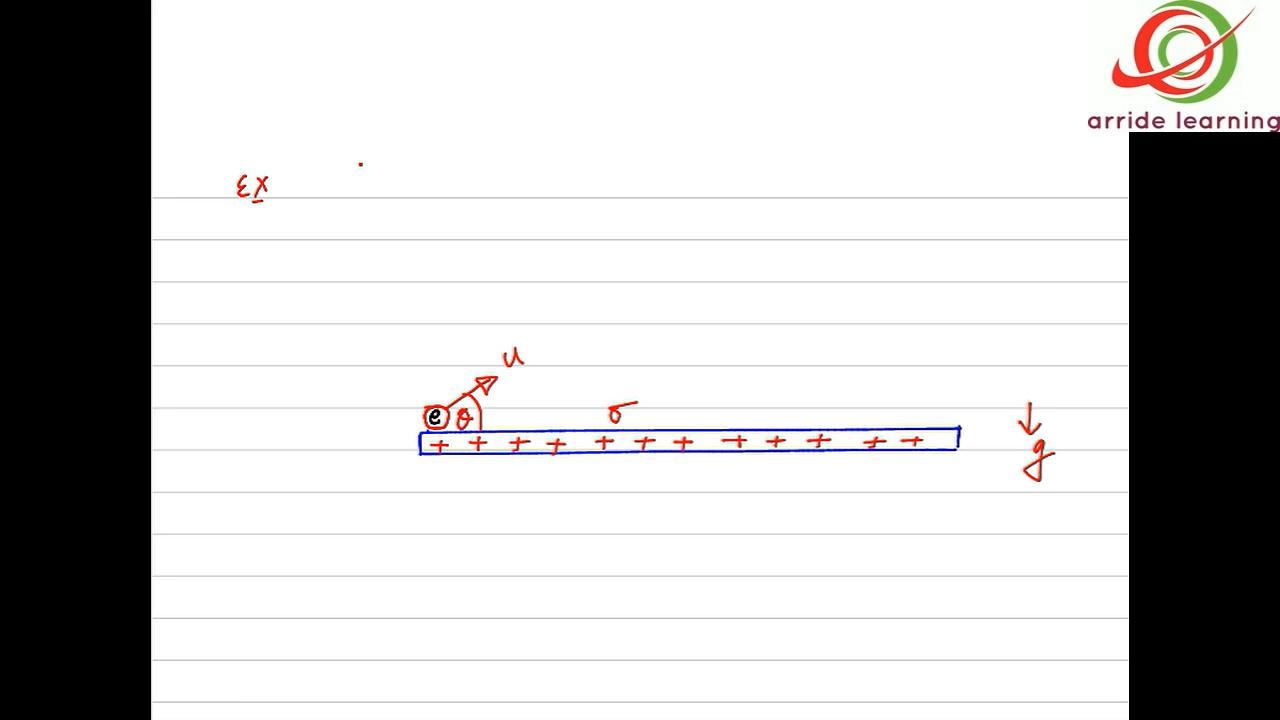 arride learning
Ex
u
e θ σ
+ + + + + + + + + + + +
g